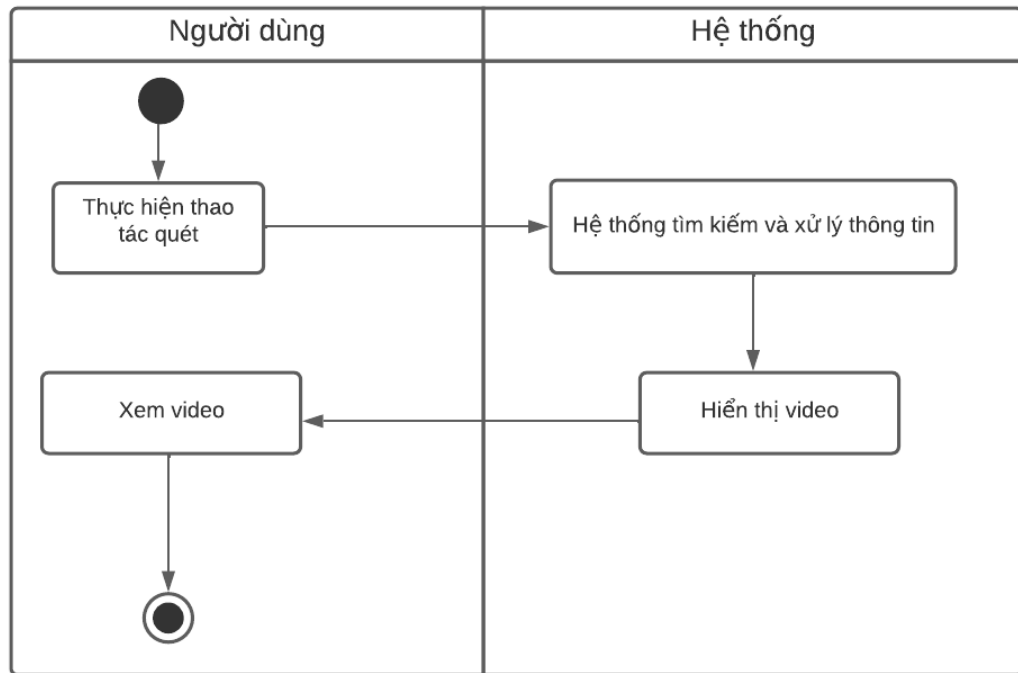 Người dùng
Hệ thống
Thực hiện thao
tác quét
Hệ thống tìm kiếm và xử lý thông tin
Xem video
Hiển thị video